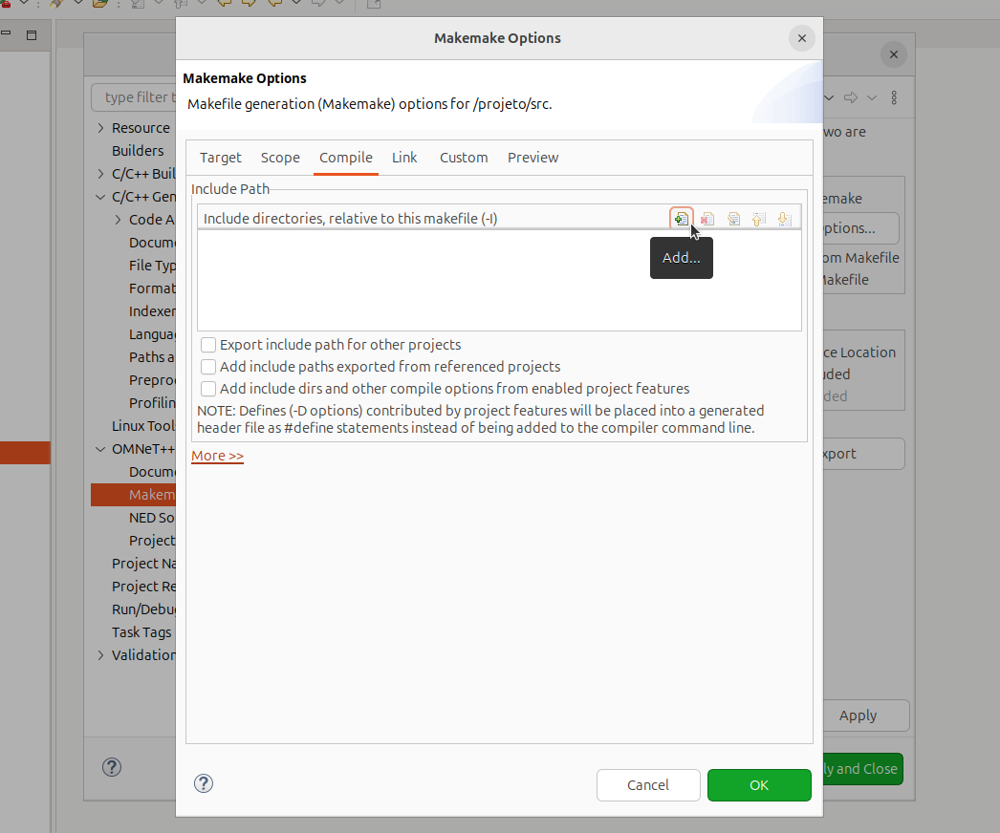 Makemake Options
Makemake Options
Makefile generation (Makemake) options for /projeto/src.
type filter t
Resource
Builders
C/C++ Buil
C/C++ Gen
Code A
Docume
File Typ
Format
Indexer
Langua
Paths a
Prepro
Profilin
Linux Tools
OMNeT++
Docume
Makem
NED So
Project
Project Na
Project Re
Run/Debu
Task Tags
Validation
Target Scope Compile Link Custom Preview
Include Path
Include directories, relative to this makefile (-I)
Add...
Export include path for other projects
Add include paths exported from referenced projects
Add include dirs and other compile options from enabled project features
NOTE: Defines (-D options) contributed by project features will be placed into a generated
header file as #define statements instead of being added to the compiler command line.
More >>
Cancel OK
wo are
emake
ptions...
om Makefile
Makefile
ce Location
uded
ded
xport
Apply
ly and Close